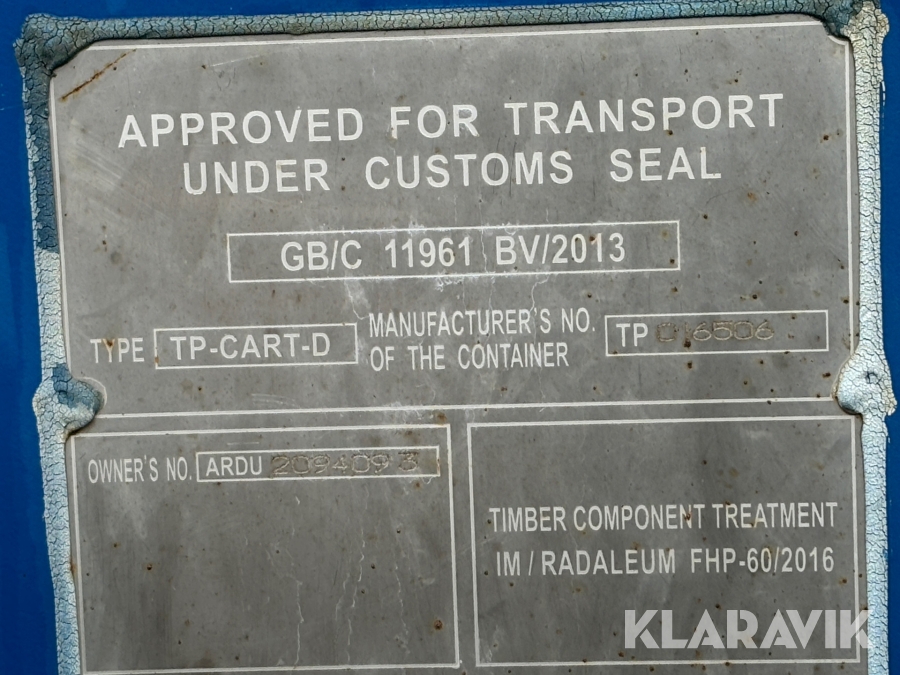 APPROVED FOR TRANSPORT
UNDER CUSTOMS SEAL
GB/C 11961 BV/2013
TYPE TP-CART-D MANUFACTURER'S NO. OF THE CONTAINER TP 016506
OWNER'S NO. ARDU 209409 3
TIMBER COMPONENT TREATMENT
IM / RADALEUM FHP-60/2016
KLARAVIK